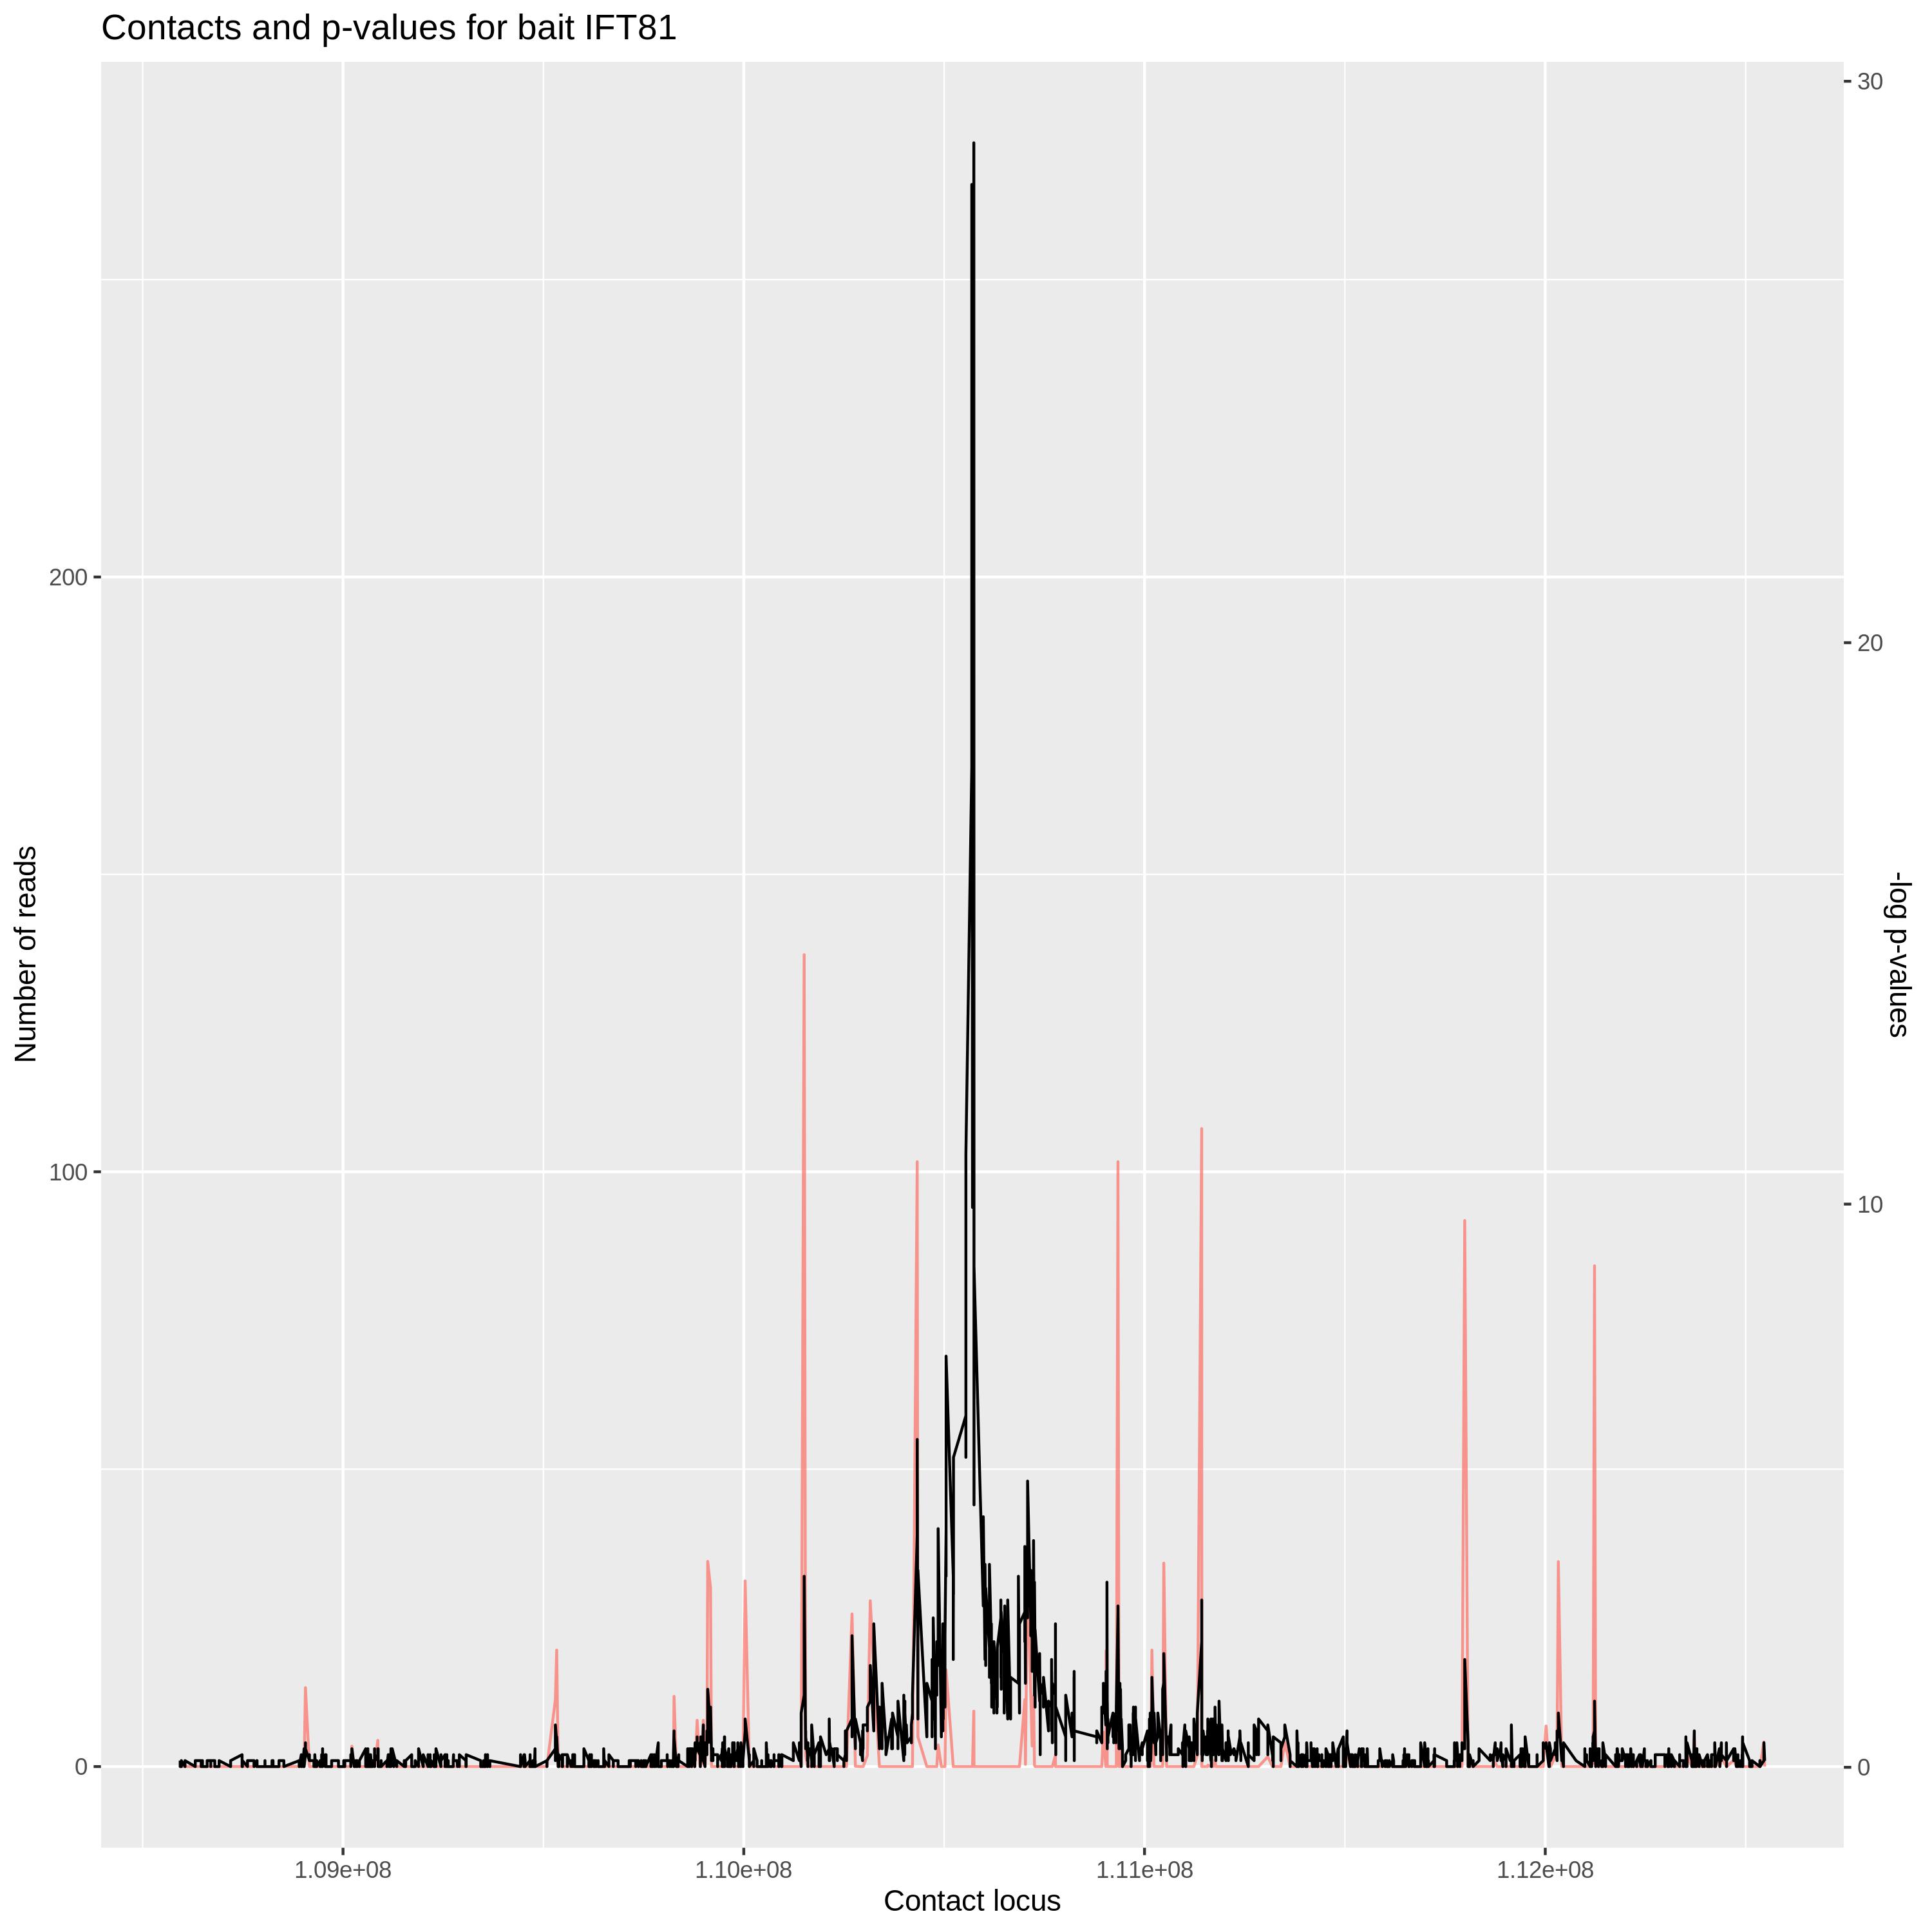 Contacts and p-values for bait IFT81
30
200
20
Number of reads
-log p-values
100
10
0
0
1.09e+08
1.10e+08
1.11e+08
1.12e+08
Contact locus